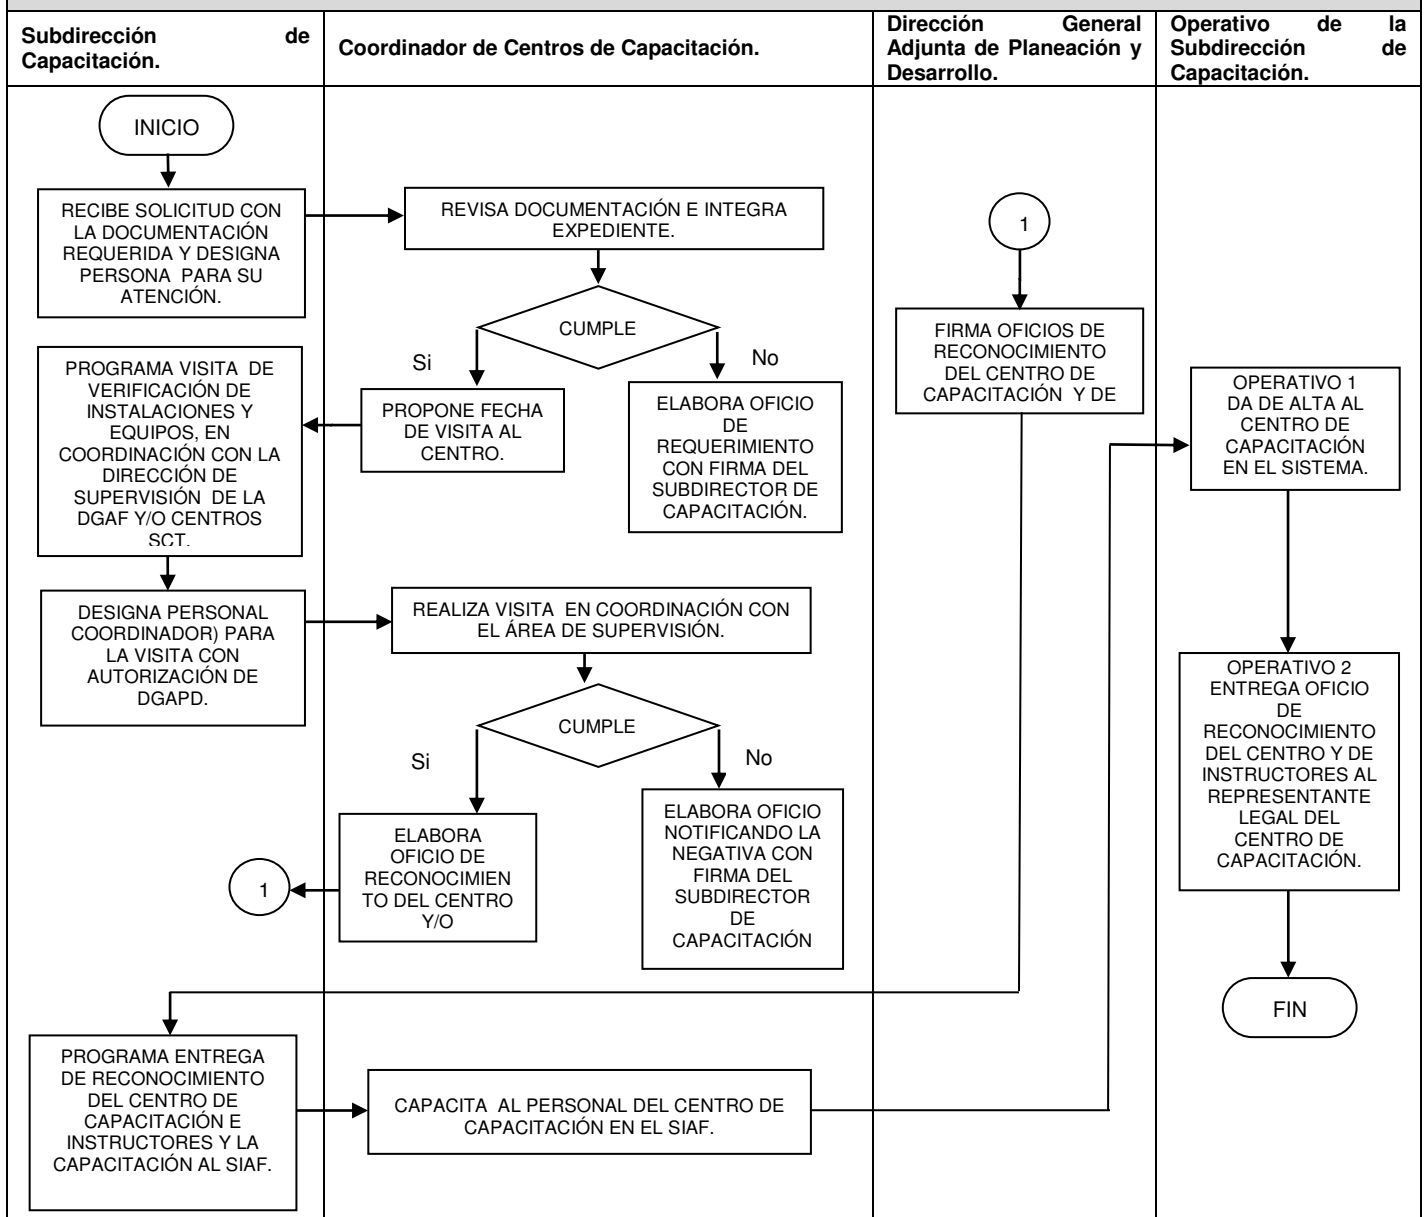 Subdirección de
Capacitación.
Coordinador de Centros de Capacitación.
Dirección General
Adjunta de Planeación y
Desarrollo.
Operativo de la
Subdirección de
Capacitación.
INICIO
RECIBE SOLICITUD CON
LA DOCUMENTACIÓN
REQUERIDA Y DESIGNA
PERSONA PARA SU
ATENCIÓN.
REVISA DOCUMENTACIÓN E INTEGRA
EXPEDIENTE.
CUMPLE
Si
No
PROPONE FECHA
DE VISITA AL
CENTRO.
ELABORA OFICIO
DE
REQUERIMIENTO
CON FIRMA DEL
SUBDIRECTOR DE
CAPACITACIÓN.
PROGRAMA VISITA DE
VERIFICACIÓN DE
INSTALACIONES Y
EQUIPOS, EN
COORDINACIÓN CON LA
DIRECCIÓN DE
SUPERVISIÓN DE LA
DGAF Y/O CENTROS
SCT.
DESIGNA PERSONAL
COORDINADOR) PARA
LA VISITA CON
AUTORIZACIÓN DE
DGAPD.
REALIZA VISITA EN COORDINACIÓN CON
EL ÁREA DE SUPERVISIÓN.
CUMPLE
Si
No
ELABORA
OFICIO DE
RECONOCIMIEN
TO DEL CENTRO
Y/O
ELABORA OFICIO
NOTIFICANDO LA
NEGATIVA CON
FIRMA DEL
SUBDIRECTOR
DE
CAPACITACIÓN
1
1
FIRMA OFICIOS DE
RECONOCIMIENTO
DEL CENTRO DE
CAPACITACIÓN Y DE
PROGRAMA ENTREGA
DE RECONOCIMIENTO
DEL CENTRO DE
CAPACITACIÓN E
INSTRUCTORES Y LA
CAPACITACIÓN AL SIAF.
CAPACITA AL PERSONAL DEL CENTRO DE
CAPACITACIÓN EN EL SIAF.
OPERATIVO 1
DA DE ALTA AL
CENTRO DE
CAPACITACIÓN
EN EL SISTEMA.
OPERATIVO 2
ENTREGA OFICIO
DE
RECONOCIMIENTO
DEL CENTRO Y DE
INSTRUCTORES AL
REPRESENTANTE
LEGAL DEL
CENTRO DE
CAPACITACIÓN.
FIN